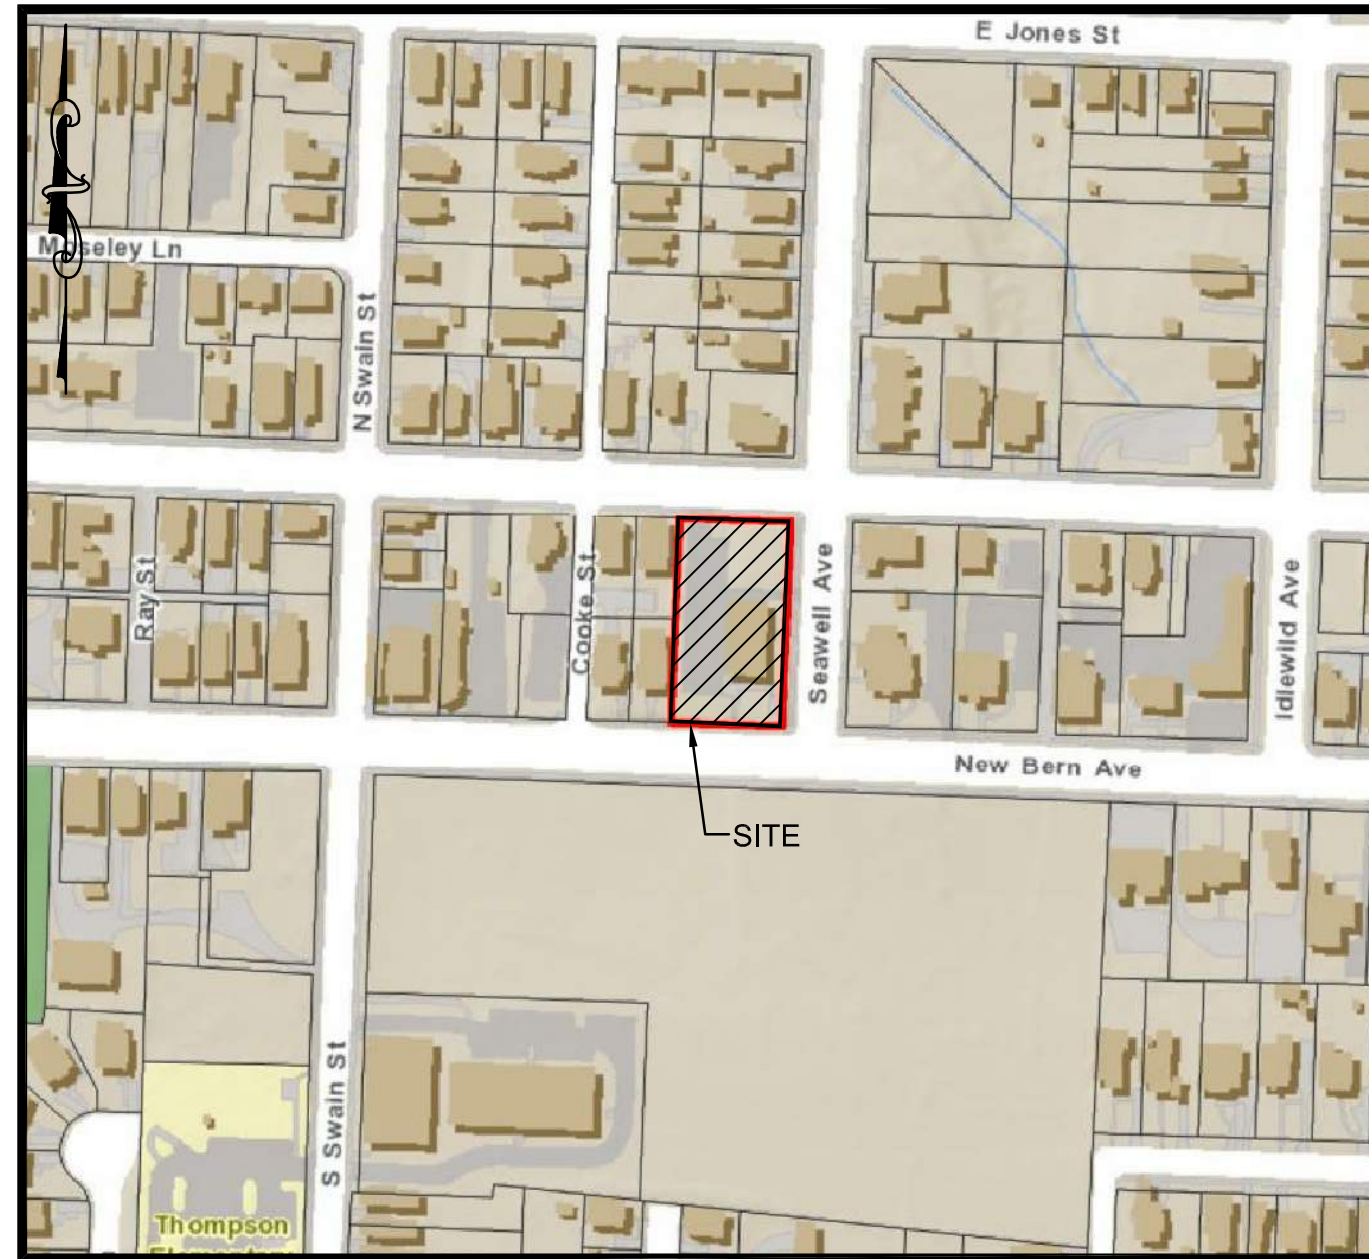 E Jones St
Moseley Ln
N Swain St
Ray St
Cooke St.
Seawell Ave
Idlewild Ave
New Bern Ave
SITE
S Swain St
Thompson